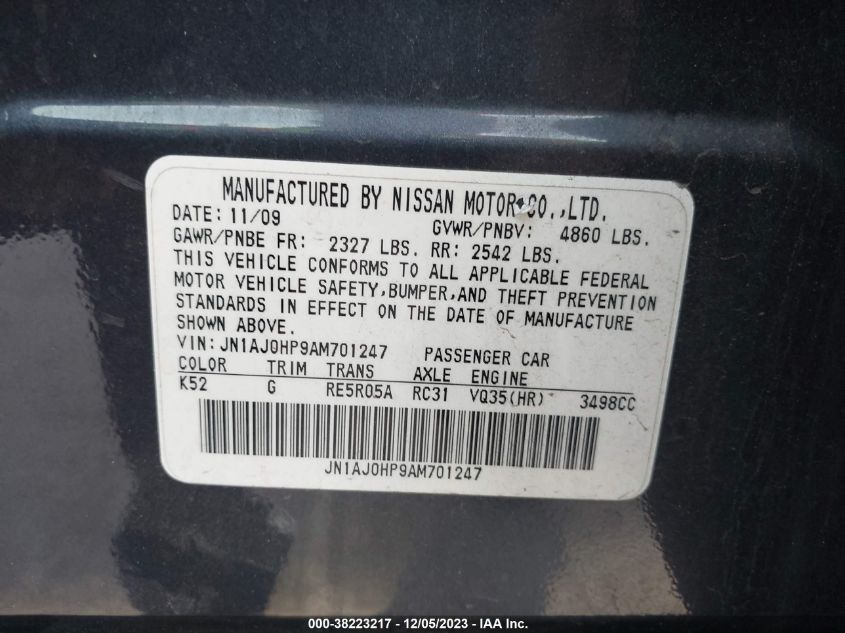 MANUFACTURED BY NISSAN MOTOR CO.,LTD.
DATE: 11/09 GVWR/PNBV: 4860 LBS.
GAWR/PNBE FR: 2327 LBS. RR: 2542 LBS.
THIS VEHICLE CONFORMS TO ALL APPLICABLE FEDERAL
MOTOR VEHICLE SAFETY,BUMPER,AND THEFT PREVENTION
STANDARDS IN EFFECT ON THE DATE OF MANUFACTURE
SHOWN ABOVE.
VIN:JN1AJ0HP9AM701247 PASSENGER CAR
COLOR TRIM TRANS AXLE ENGINE
K52 G RE5R05A RC31 VQ35(HR) 3498CC
JN1AJ0HP9AM701247
000-38223217 - 12/05/2023 - IAA Inc.